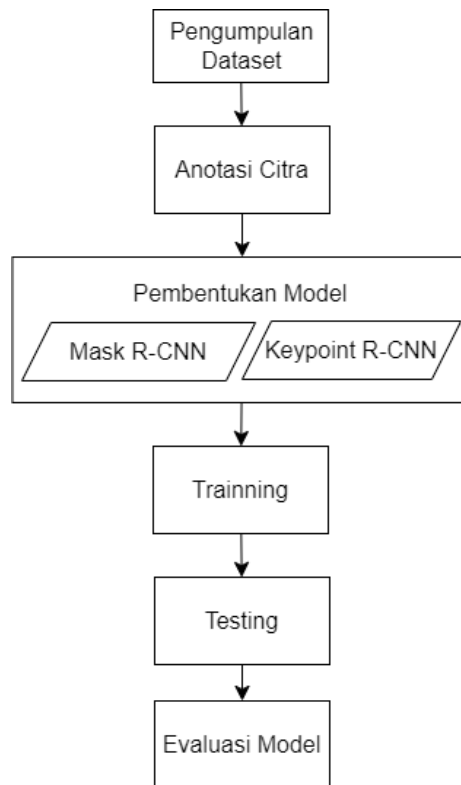 Pengumpulan
Dataset
Anotasi Citra
Pembentukan Model
Mask R-CNN
Keypoint R-CNN
Trainning
Testing
Evaluasi Model